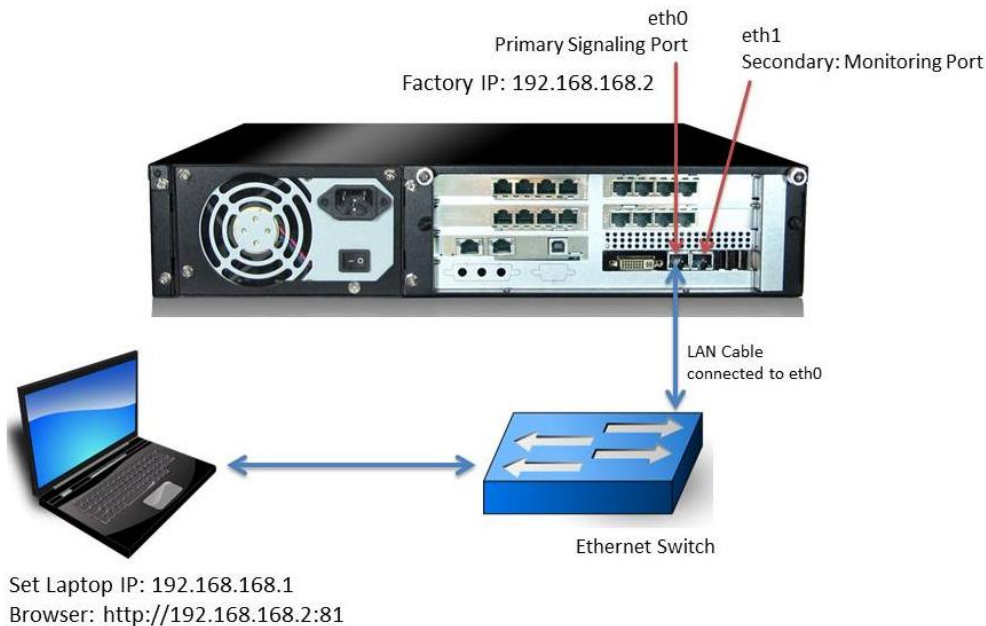 eth0
Primary Signaling Port
eth1
Secondary: Monitoring Port
Factory IP: 192.168.168.2
LAN Cable
connected to eth0
Ethernet Switch
Set Laptop IP: 192.168.168.1
Browser: http://192.168.168.2:81